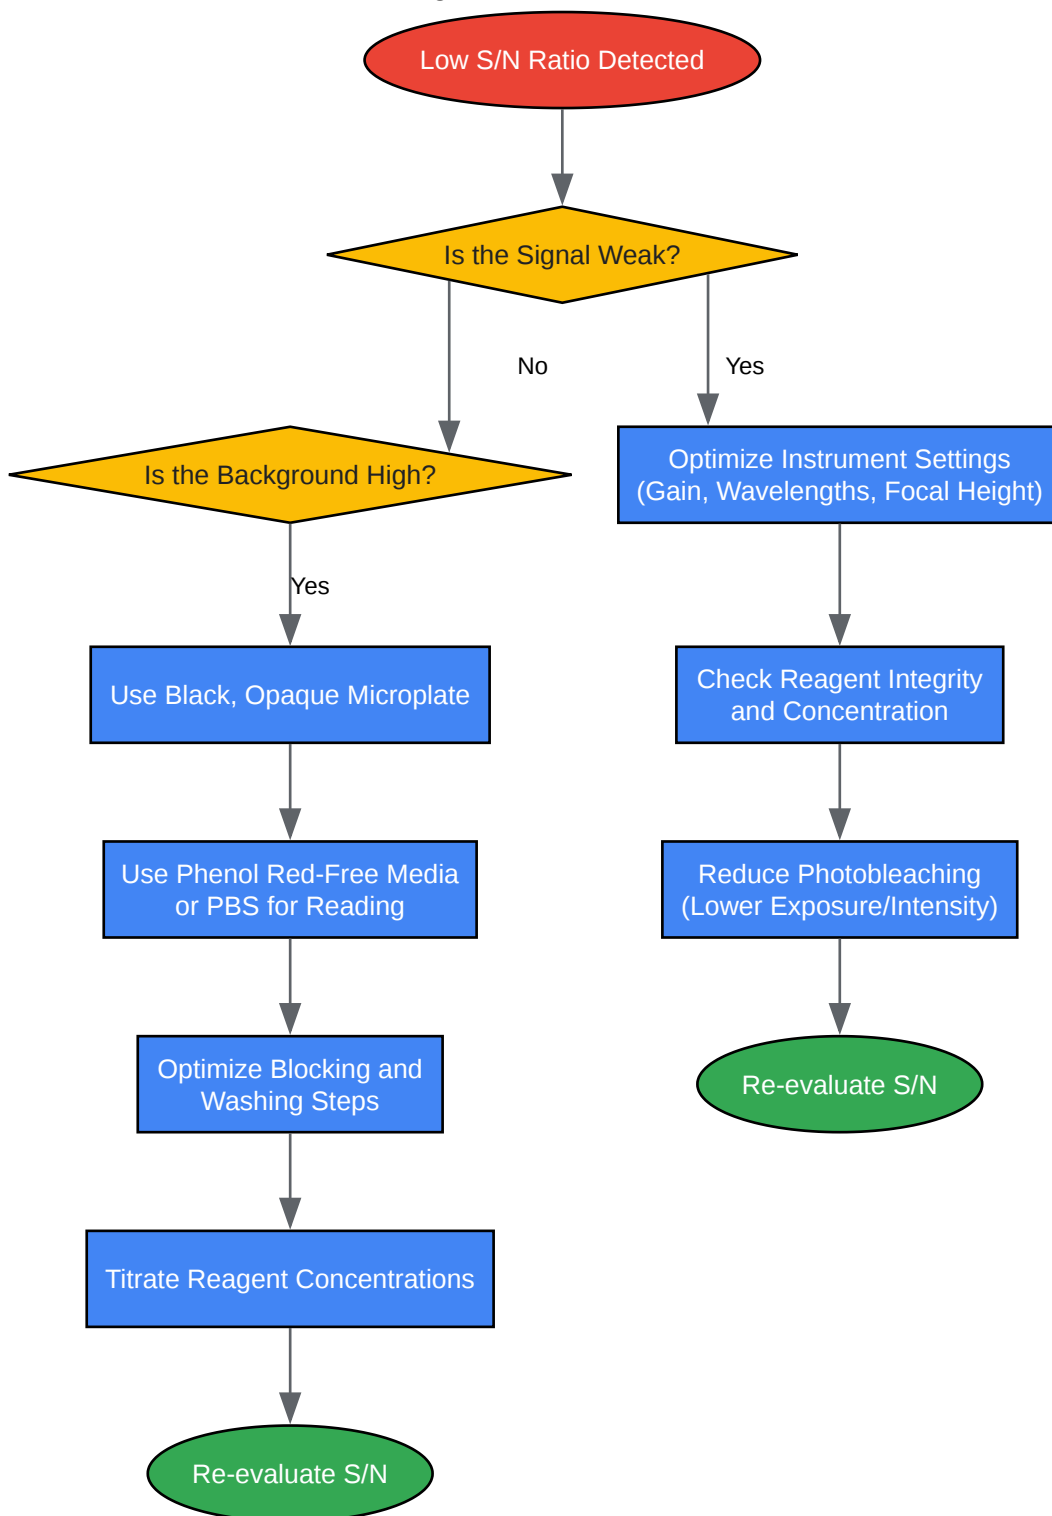 Low S/N Ratio Detected
Is the Signal Weak?
No
Yes
Is the Background High?
Optimize Instrument Settings
(Gain, Wavelengths, Focal Height)
Yes
Use Black, Opaque Microplate
Check Reagent Integrity
and Concentration
Use Phenol Red-Free Media
or PBS for Reading
Reduce Photobleaching
(Lower Exposure/Intensity)
Optimize Blocking and
Washing Steps
Re-evaluate S/N
Titrate Reagent Concentrations
Re-evaluate S/N